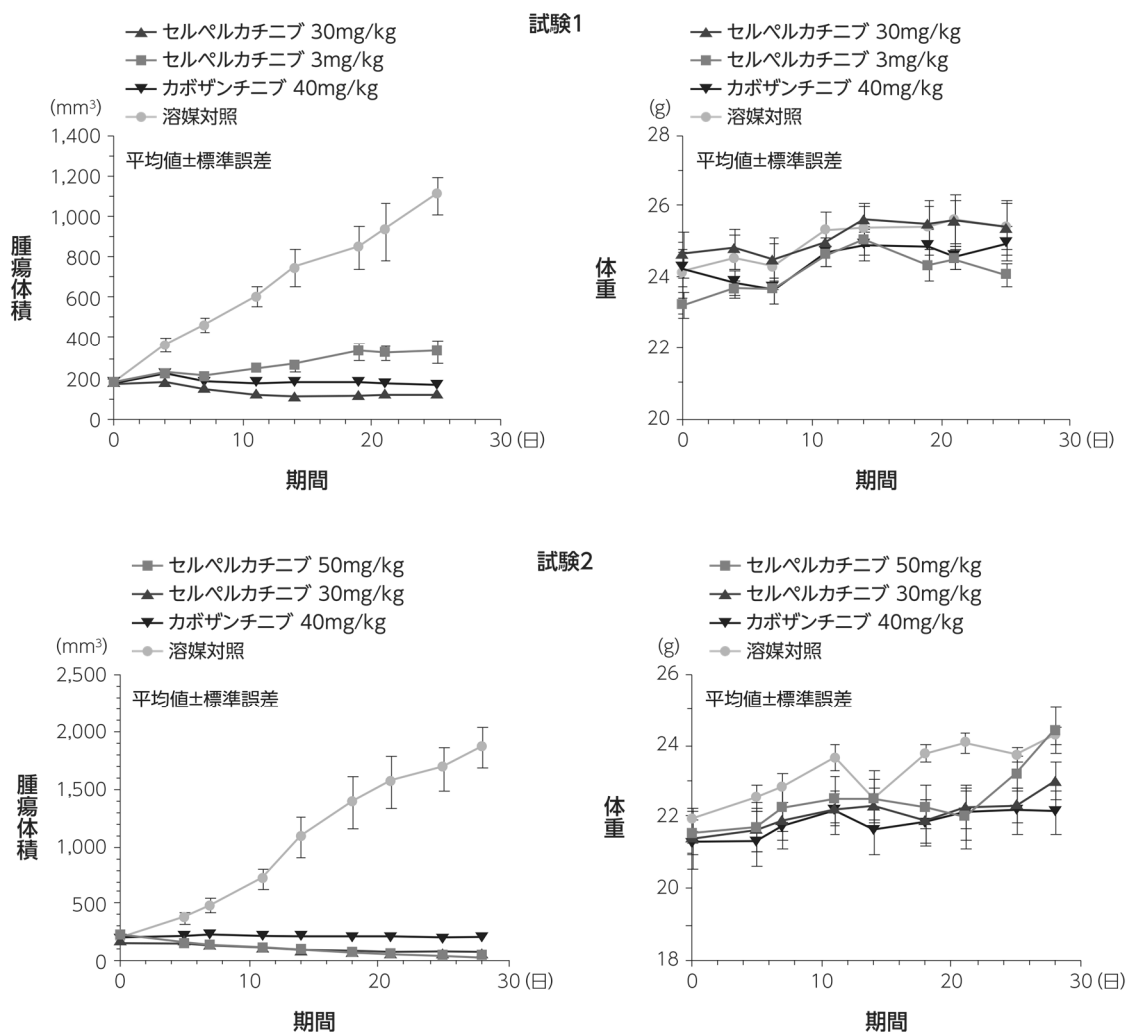 試験1
セルペルカチニブ 30mg/kg
セルペルカチニブ 3mg/kg
カボザンチニブ 40mg/kg
溶媒対照
(mm³)
平均値±標準誤差
1,400
1,200
1,000
800
600
400
200
0
腫瘍体積
0 10 20 30 (日)
期間
セルペルカチニブ 30mg/kg
セルペルカチニブ 3mg/kg
カボザンチニブ 40mg/kg
溶媒対照
(g)
平均値±標準誤差
28
26
24
22
20
体重
0 10 20 30 (日)
期間
試験2
セルペルカチニブ 50mg/kg
セルペルカチニブ 30mg/kg
カボザンチニブ 40mg/kg
溶媒対照
(mm³)
平均値±標準誤差
2,500
2,000
1,500
1,000
500
0
腫瘍体積
0 10 20 30 (日)
期間
セルペルカチニブ 50mg/kg
セルペルカチニブ 30mg/kg
カボザンチニブ 40mg/kg
溶媒対照
(g)
平均値±標準誤差
26
24
22
20
18
体重
0 10 20 30 (日)
期間